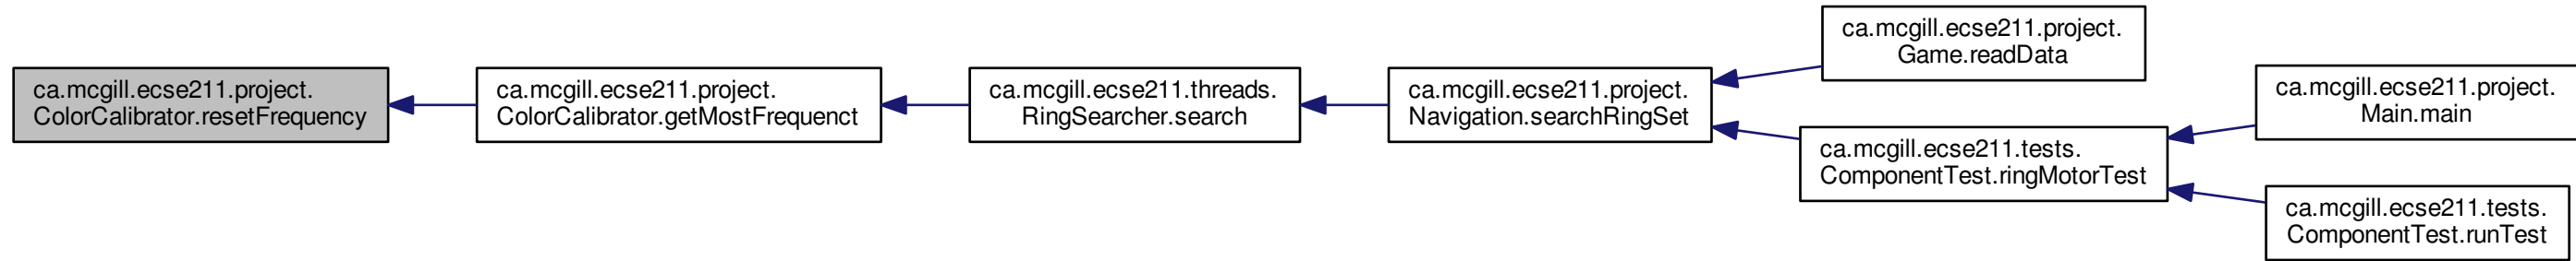 ca.mcgill.ecse211.project.
ColorCalibrator.resetFrequency
ca.mcgill.ecse211.project.
ColorCalibrator.getMostFrequenct
ca.mcgill.ecse211.threads.
RingSearcher.search
ca.mcgill.ecse211.project.
Navigation.searchRingSet
ca.mcgill.ecse211.project.
Game.readData
ca.mcgill.ecse211.tests.
ComponentTest.ringMotorTest
ca.mcgill.ecse211.project.
Main.main
ca.mcgill.ecse211.tests.
ComponentTest.runTest